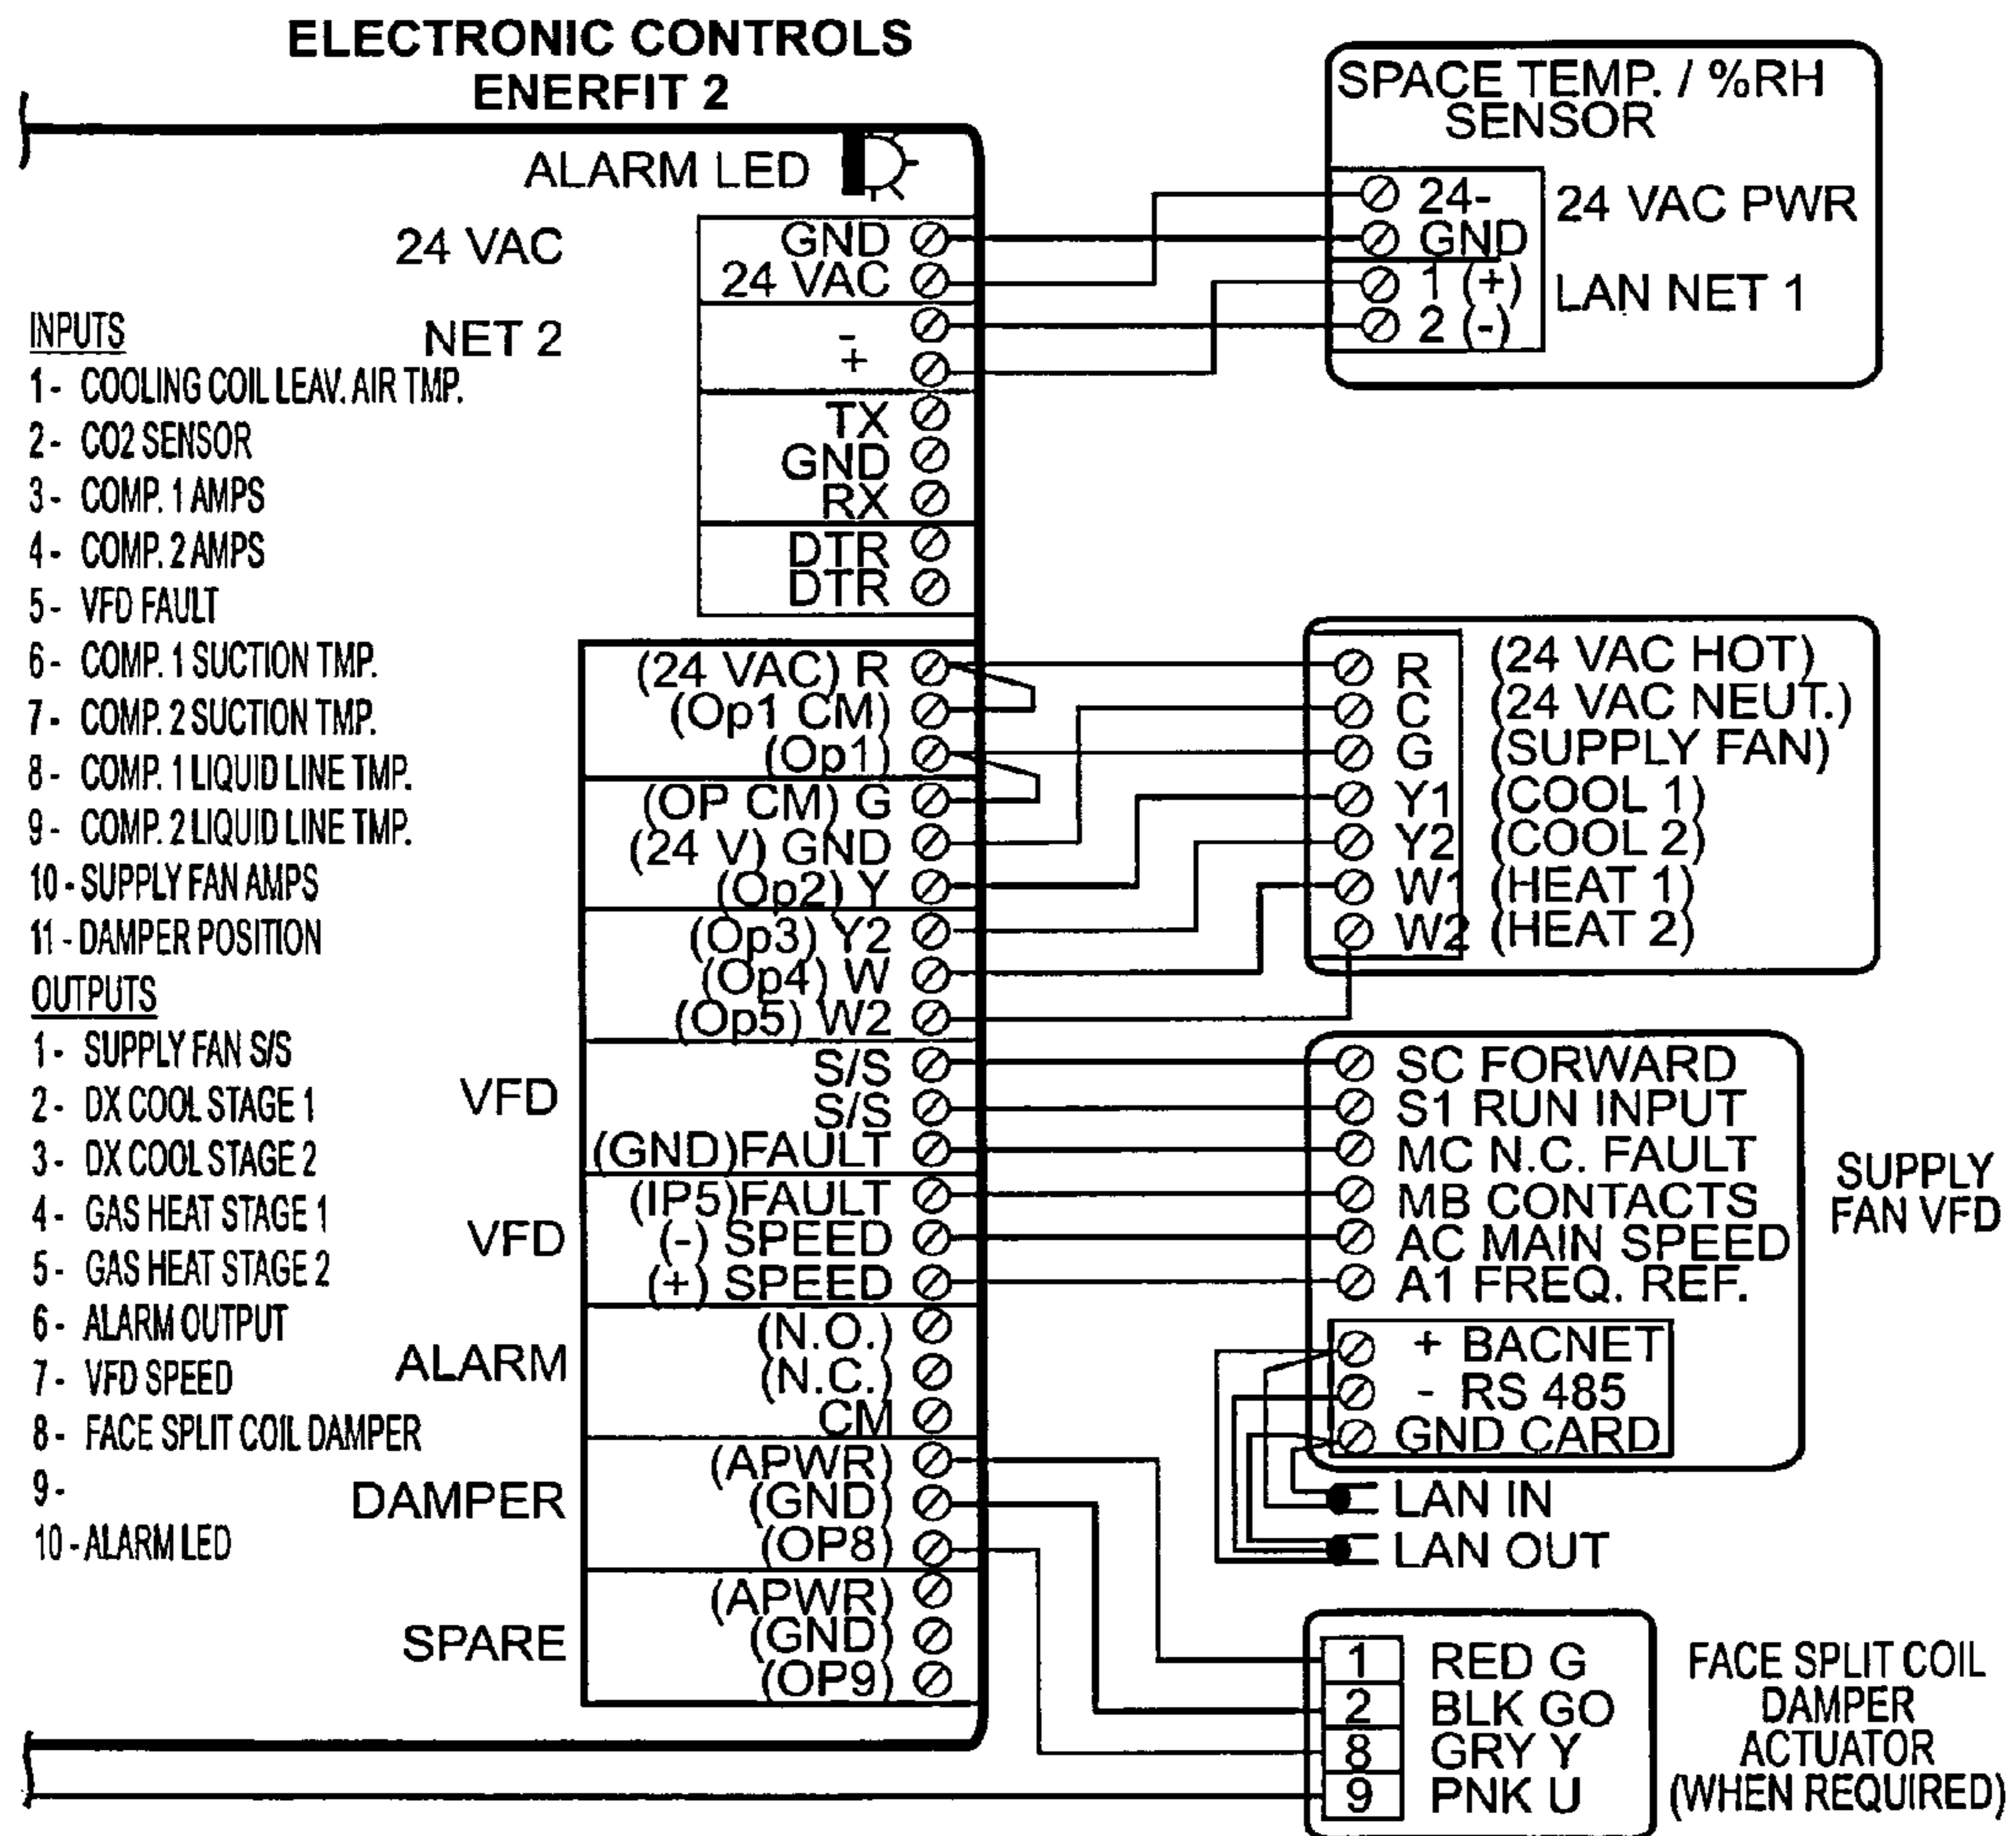 ELECTRONIC CONTROLS
ENERFIT 2
ALARM LED
24 VAC
GND
24 VAC
NET 2
-
+
TX
GND
RX
DTR
DTR
INPUTS
1 - COOLING COIL LEAV. AIR TMP.
2 - CO2 SENSOR
3 - COMP. 1 AMPS
4 - COMP. 2 AMPS
5 - VFD FAULT
6 - COMP. 1 SUCTION TMP.
7 - COMP. 2 SUCTION TMP.
8 - COMP. 1 LIQUID LINE TMP.
9 - COMP. 2 LIQUID LINE TMP.
10 - SUPPLY FAN AMPS
11 - DAMPER POSITION
OUTPUTS
1 - SUPPLY FAN S/S
2 - DX COOL STAGE 1
3 - DX COOL STAGE 2
4 - GAS HEAT STAGE 1
5 - GAS HEAT STAGE 2
6 - ALARM OUTPUT
7 - VFD SPEED
8 - FACE SPLIT COIL DAMPER
9 -
10 - ALARM LED
(24 VAC) R
(Op1 CM)
(Op1)
(OP CM) G
(24 V) GND
(Op2) Y
(Op3) Y2
(Op4) W
(Op5) W2
VFD
S/S
S/S
(GND)FAULT
VFD
(IP5)FAULT
(-) SPEED
(+) SPEED
ALARM
(N.O.)
(N.C.)
CM
DAMPER
(APWR)
(GND)
(OP8)
SPARE
(APWR)
(GND)
(OP9)
SPACE TEMP. / %RH
SENSOR
24-
GND
24 VAC PWR
1 (+)
2 (-)
LAN NET 1
R (24 VAC HOT)
C (24 VAC NEUT.)
G (SUPPLY FAN)
Y1 (COOL 1)
Y2 (COOL 2)
W1 (HEAT 1)
W2 (HEAT 2)
SC FORWARD
S1 RUN INPUT
MC N.C. FAULT
MB CONTACTS
AC MAIN SPEED
A1 FREQ. REF.
+ BACNET
- RS 485
GND CARD
SUPPLY
FAN VFD
LAN IN
LAN OUT
1 RED G
2 BLK GO
8 GRY Y
9 PNK U
FACE SPLIT COIL
DAMPER
ACTUATOR
(WHEN REQUIRED)